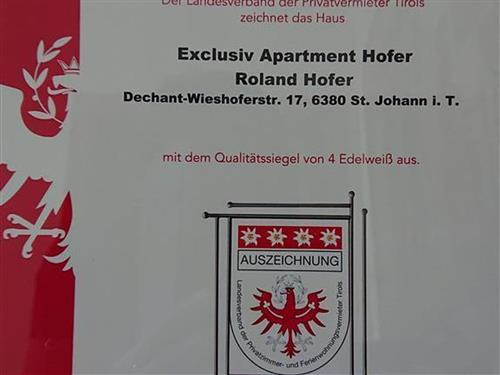 Der Landesverband der Privatvermieter Tirols
zeichnet das Haus
Exclusiv Apartment Hofer
Roland Hofer
Dechant-Wieshoferstr. 17, 6380 St. Johann i. T.
mit dem Qualitätssiegel von 4 Edelweiß aus.
AUSZEICHNUNG
Landesverband der Privatzimmer- und Ferienwohnungsvermieter Tirols